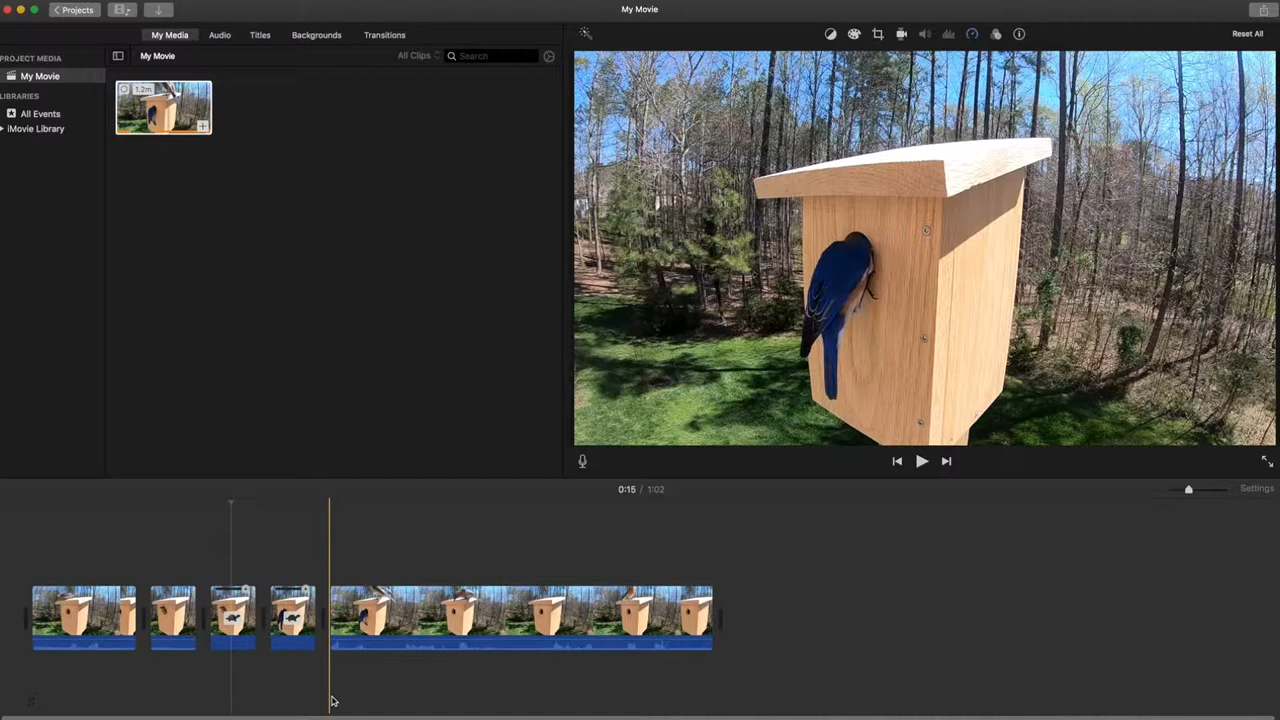 Projects
My Movie
My Media Audio Titles Backgrounds Transitions
Reset All
PROJECT MEDIA
My Movie
LIBRARIES
All Events
iMovie Library
My Movie
All Clips
Search
1.2m
0:15 / 1:02
Settings